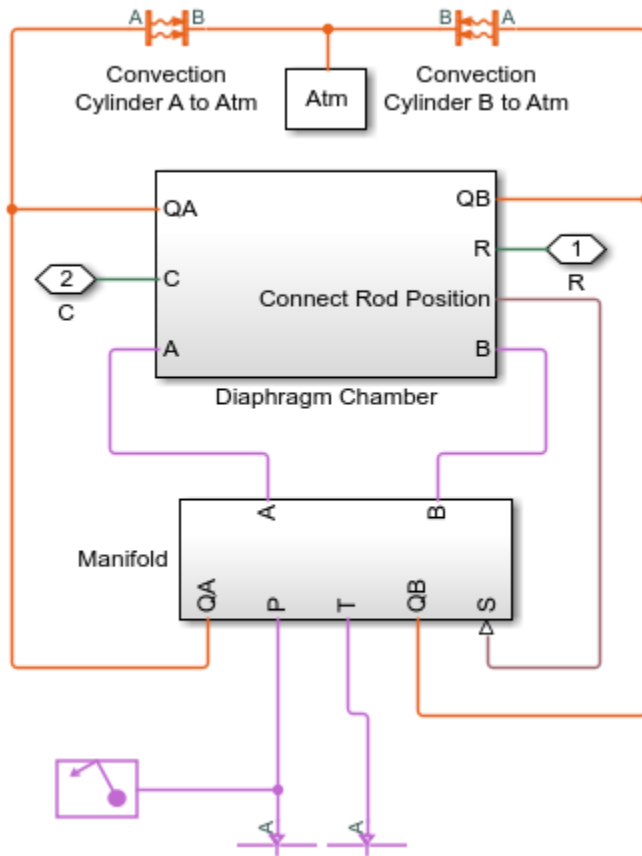 A B B A
Convection Convection
Cylinder A to Atm Atm Cylinder B to Atm
QA QB
2 C R 1
C Connect Rod Position R
A B
Diaphragm Chamber
A B
Manifold
QA P T QB S
A A